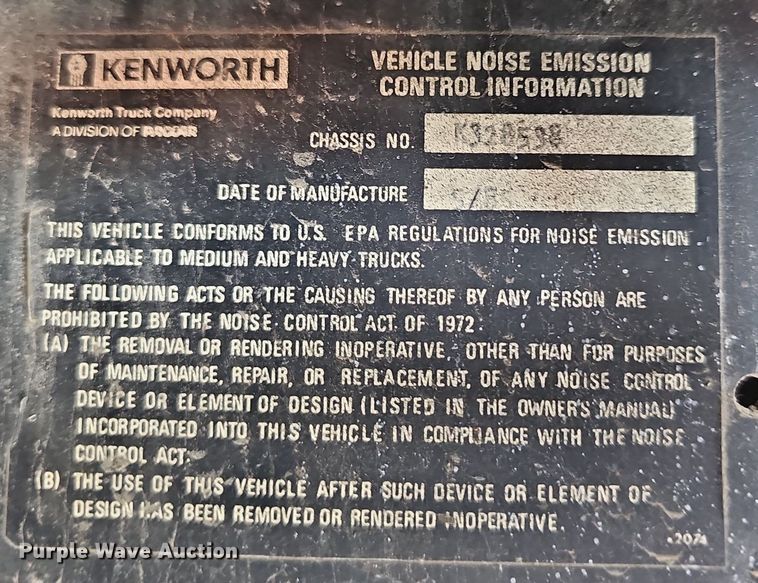 KENWORTH
Kenworth Truck Company
A DIVISION OF PACCAR
VEHICLE NOISE EMISSION
CONTROL INFORMATION
CHASSIS NO.
DATE OF MANUFACTURE
THIS VEHICLE CONFORMS TO U.S. EPA REGULATIONS FOR NOISE EMISSION
APPLICABLE TO MEDIUM AND HEAVY TRUCKS.
THE FOLLOWING ACTS OR THE CAUSING THEREOF BY ANY PERSON ARE
PROHIBITED BY THE NOISE CONTROL ACT OF 1972:
(A) THE REMOVAL OR RENDERING INOPERATIVE, OTHER THAN FOR PURPOSES
OF MAINTENANCE, REPAIR, OR REPLACEMENT, OF ANY NOISE CONTROL
DEVICE OR ELEMENT OF DESIGN (LISTED IN THE OWNER'S MANUAL)
INCORPORATED INTO THIS VEHICLE IN COMPLIANCE WITH THE NOISE
CONTROL ACT.
(B) THE USE OF THIS VEHICLE AFTER SUCH DEVICE OR ELEMENT OF
DESIGN HAS BEEN REMOVED OR RENDERED INOPERATIVE.
2074
Purple Wave Auction